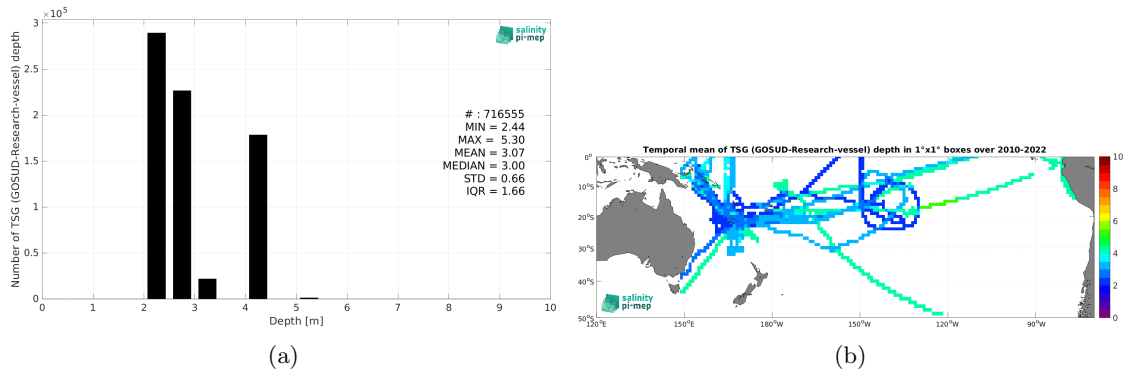 ×10⁵
3
2.5
2
1.5
1
0.5
0
Number of TSG (GOSUD-Research-vessel) depth
salinity
pi-mep
# : 716555
MIN = 2.44
MAX = 5.30
MEAN = 3.07
MEDIAN = 3.00
STD = 0.66
IQR = 1.66
0 1 2 3 4 5 6 7 8 9 10
Depth [m]
(a)
Temporal mean of TSG (GOSUD-Research-vessel) depth in 1°x1° boxes over 2010-2022
0°
10°S
20°S
30°S
40°S
50°S
120°E 150°E 180°W 150°W 120°W 90°W
salinity
pi-mep
10
8
6
4
2
0
(b)